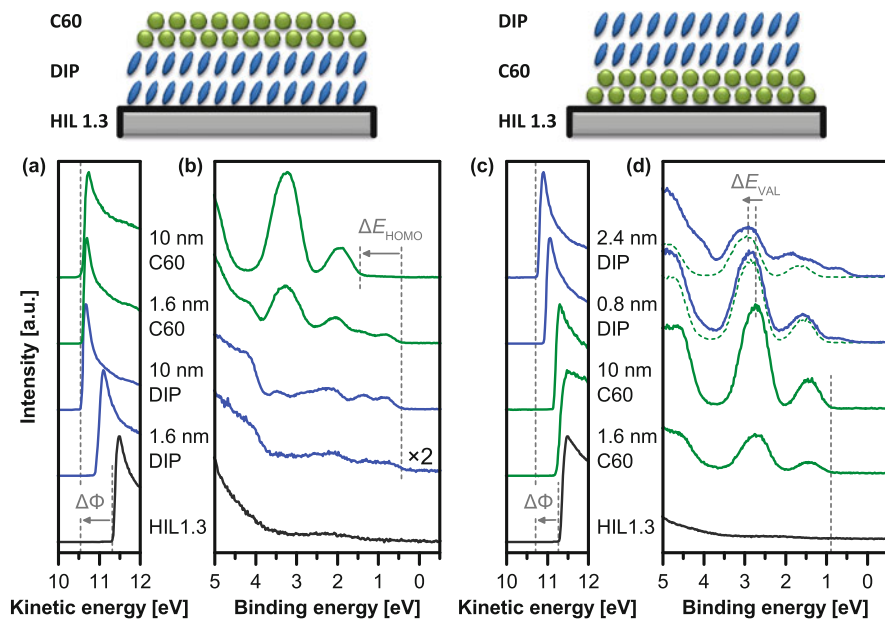 C60
DIP
HIL 1.3
DIP
C60
HIL 1.3
(a)
(b)
(c)
(d)
ΔE_HOMO
10 nm
C60
1.6 nm
C60
10 nm
DIP
1.6 nm
DIP
×2
ΔΦ
HIL1.3
ΔE_VAL
2.4 nm
DIP
0.8 nm
DIP
10 nm
C60
1.6 nm
C60
ΔΦ
HIL1.3
Intensity [a.u.]
10 11 12
5 4 3 2 1 0
10 11 12
5 4 3 2 1 0
Kinetic energy [eV]
Binding energy [eV]
Kinetic energy [eV]
Binding energy [eV]